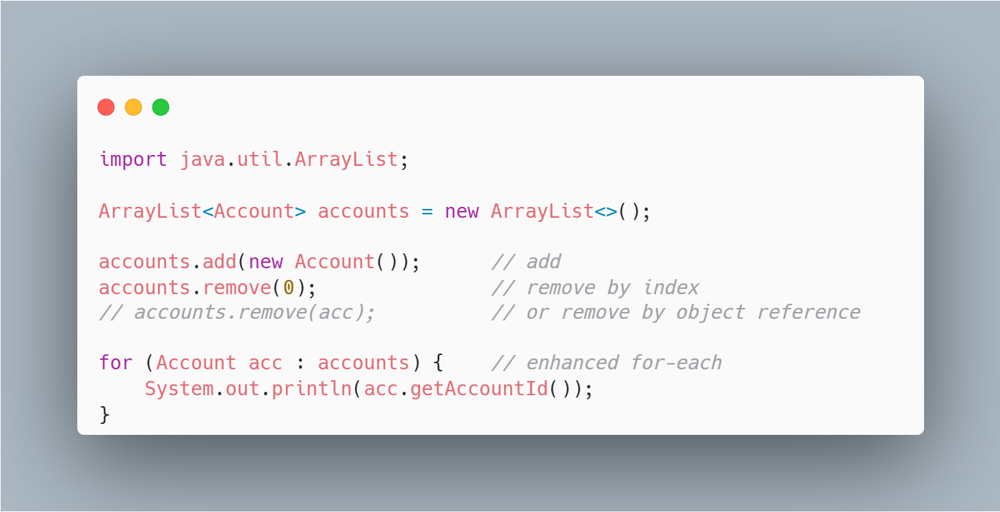 import java.util.ArrayList;
ArrayList<Account> accounts = new ArrayList<>();
accounts.add(new Account());      // add
accounts.remove(0);               // remove by index
// accounts.remove(acc);          // or remove by object reference
for (Account acc : accounts) {    // enhanced for-each
    System.out.println(acc.getAccountId());
}